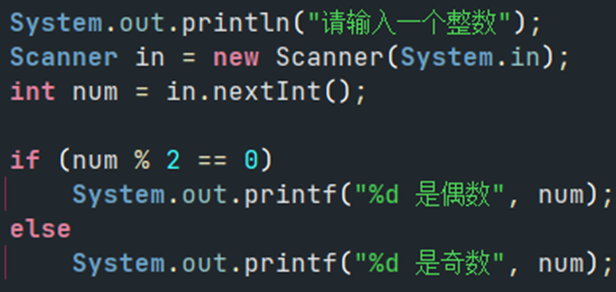 System.out.println("请输入一个整数");
Scanner in = new Scanner(System.in);
int num = in.nextInt();
if (num % 2 == 0)
System.out.printf("%d 是偶数", num);
else
System.out.printf("%d 是奇数", num);